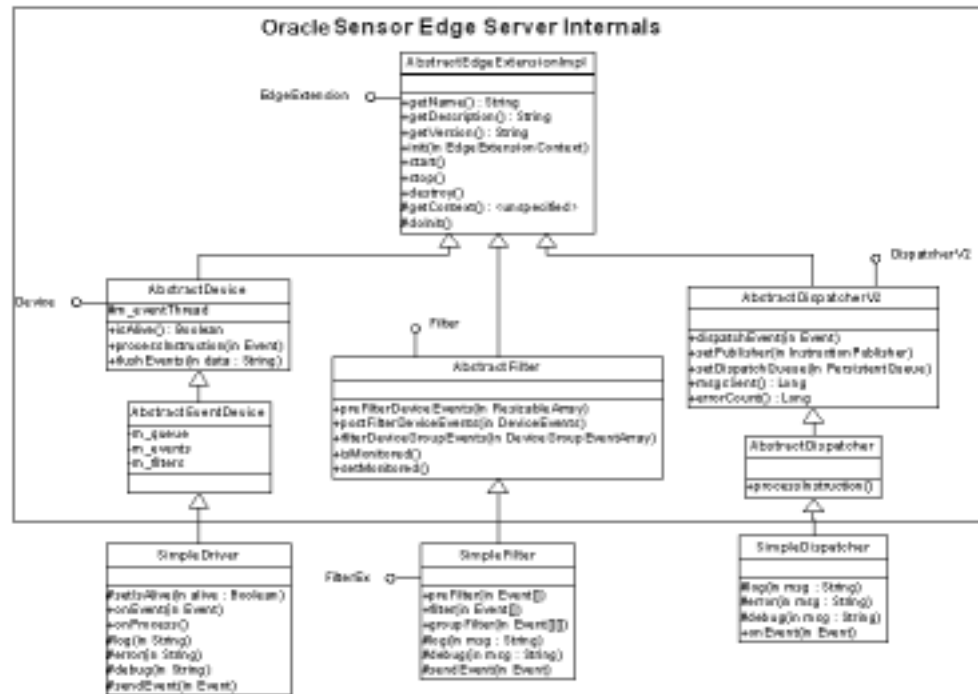 Oracle Sensor Edge Server Internals
AbstractEdgeExtensionImpl
EdgeExtension
+getName() : String
+getDescription() : String
+getVersion() : String
+init(in EdgeExtensionContext)
+start()
+stop()
+destroy()
#getContext() : <unspecified>
#doInit()
DispatcherV2
Device
AbstractDevice
#m_eventThread
+isAlive() : Boolean
+processInstruction(in Event)
+flushEvents(in data : String)
Filter
AbstractFilter
+preFilterDeviceEvents(in ResizableArray)
+postFilterDeviceEvents(in DeviceEvents)
+filterDeviceGroupEvents(in DeviceGroupEventArray)
+isMonitored()
+setMonitored()
AbstractDispatcherV2
+dispatchEvent(in Event)
+setPublisher(in InstructionPublisher)
+setDispatchQueue(in PersistentQueue)
+msgsSent() : Long
+errorCount() : Long
AbstractEventDevice
-m_queue
-m_events
-m_filters
AbstractDispatcher
+processInstruction()
SimpleDriver
#setIsAlive(in alive : Boolean)
+onEvent(in Event)
+onProcess()
#log(in String)
#error(in String)
#debug(in String)
#sendEvent(in Event)
FilterEx
SimpleFilter
+preFilter(in Event[])
+filter(in Event[])
+groupFilter(in Event[][])
#log(in msg : String)
#debug(in msg : String)
#sendEvent(in Event)
SimpleDispatcher
#log(in msg : String)
#error(in msg : String)
#debug(in msg : String)
+onEvent(in Event)